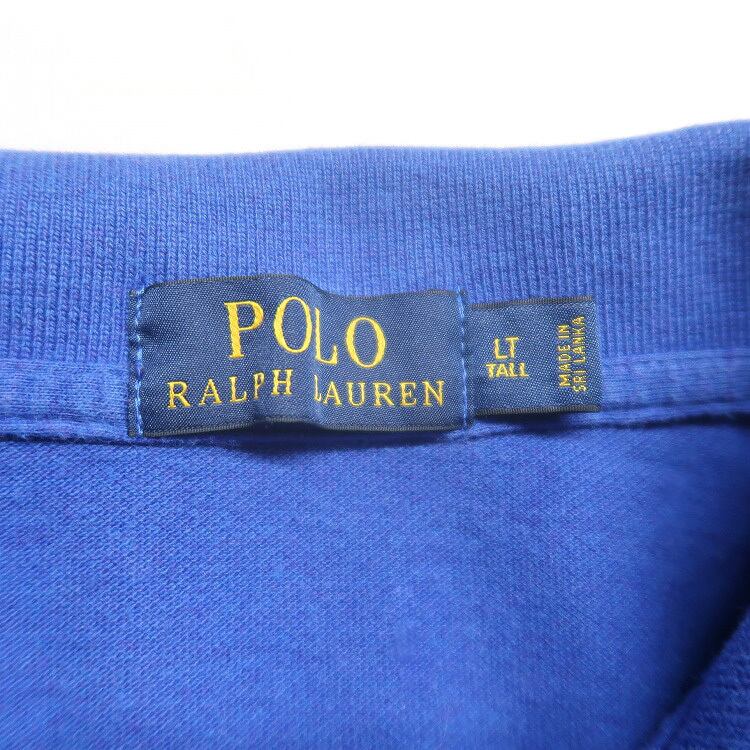 POLO
RALPH LAUREN
LT
TALL
MADE IN
SRI LANKA